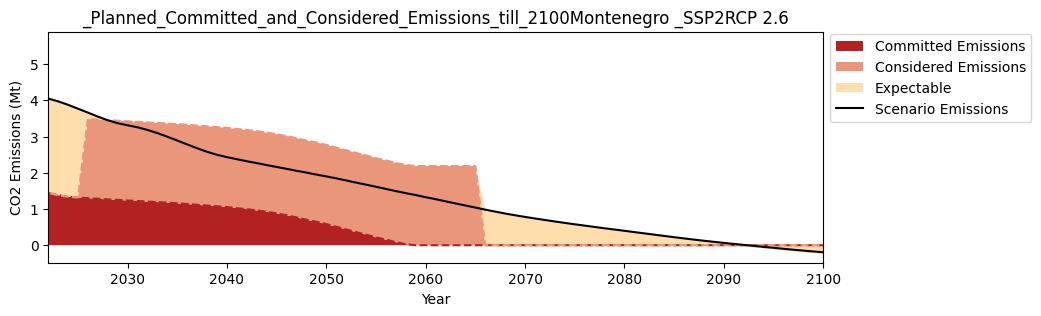 _Planned_Committed_and_Considered_Emissions_till_2100Montenegro _SSP2RCP 2.6
CO2 Emissions (Mt)
5
4
3
2
1
0
2030 2040 2050 2060 2070 2080 2090 2100
Year
Committed Emissions
Considered Emissions
Expectable
Scenario Emissions